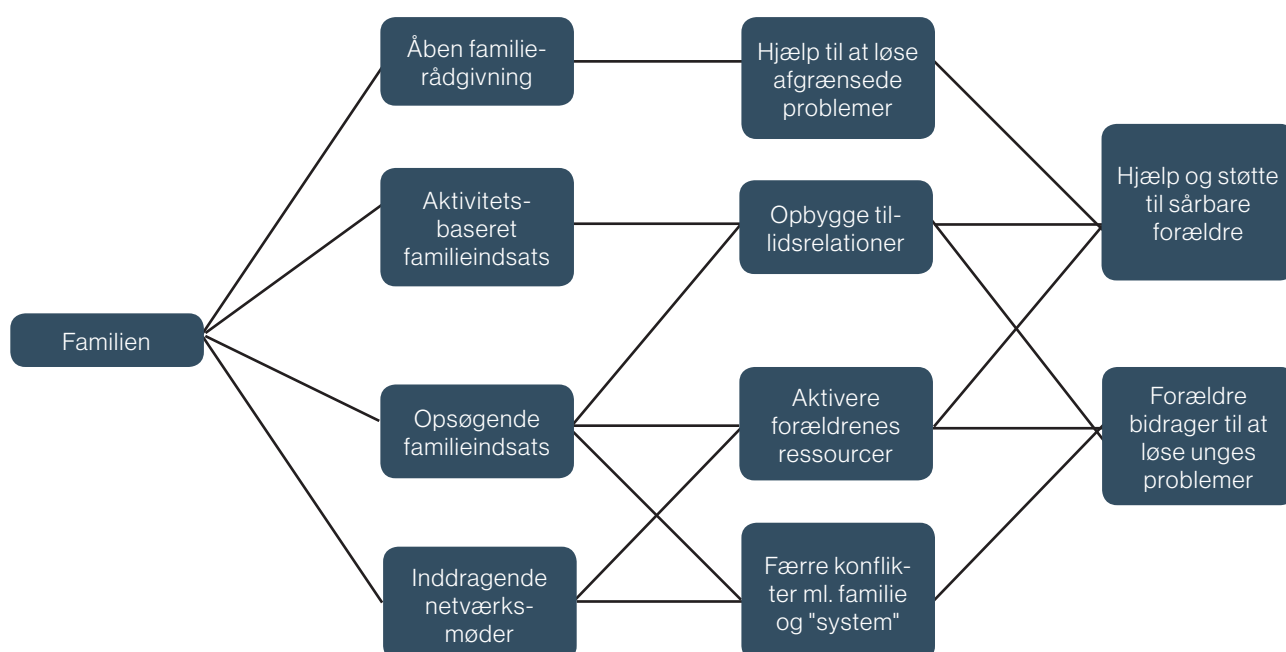 Familien
Åben familie-
rådgivning
Aktivitets-
baseret
familieindsats
Opsøgende
familieindsats
Inddragende
netværks-
møder
Hjælp til at løse
afgrænsede
problemer
Opbygge til-
lidsrelationer
Aktivere
forældrenes
ressourcer
Færre konflik-
ter ml. familie
og "system"
Hjælp og støtte
til sårbare
forældre
Forældre
bidrager til at
løse unges
problemer